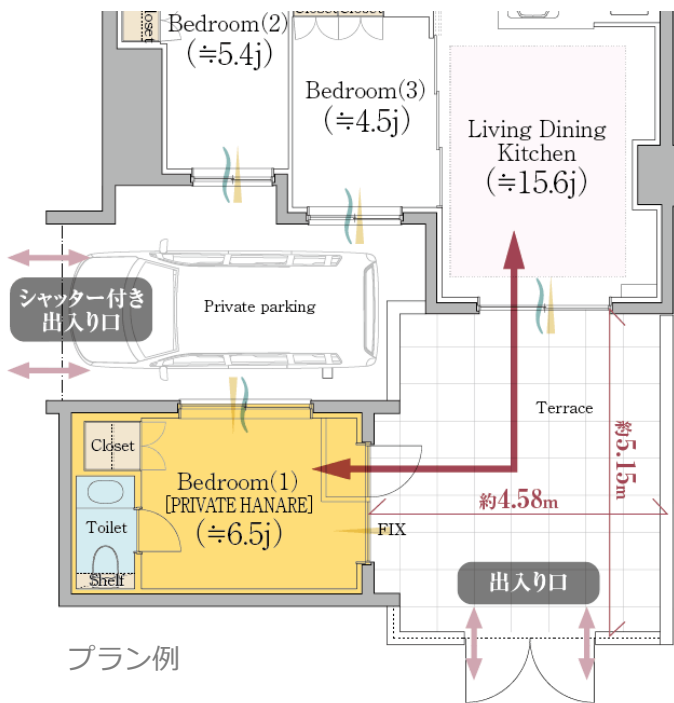 Closet
Bedroom(2)
(≒5.4j)
ClosetCloset
Bedroom(3)
(≒4.5j)
Living Dining
Kitchen
(≒15.6j)
シャッター付き
出入り口
Private parking
Terrace
約5.15m
Closet
Bedroom(1)
[PRIVATE HANARE]
(≒6.5j)
Toilet
Shelf
FIX
約4.58m
出入り口
プラン例